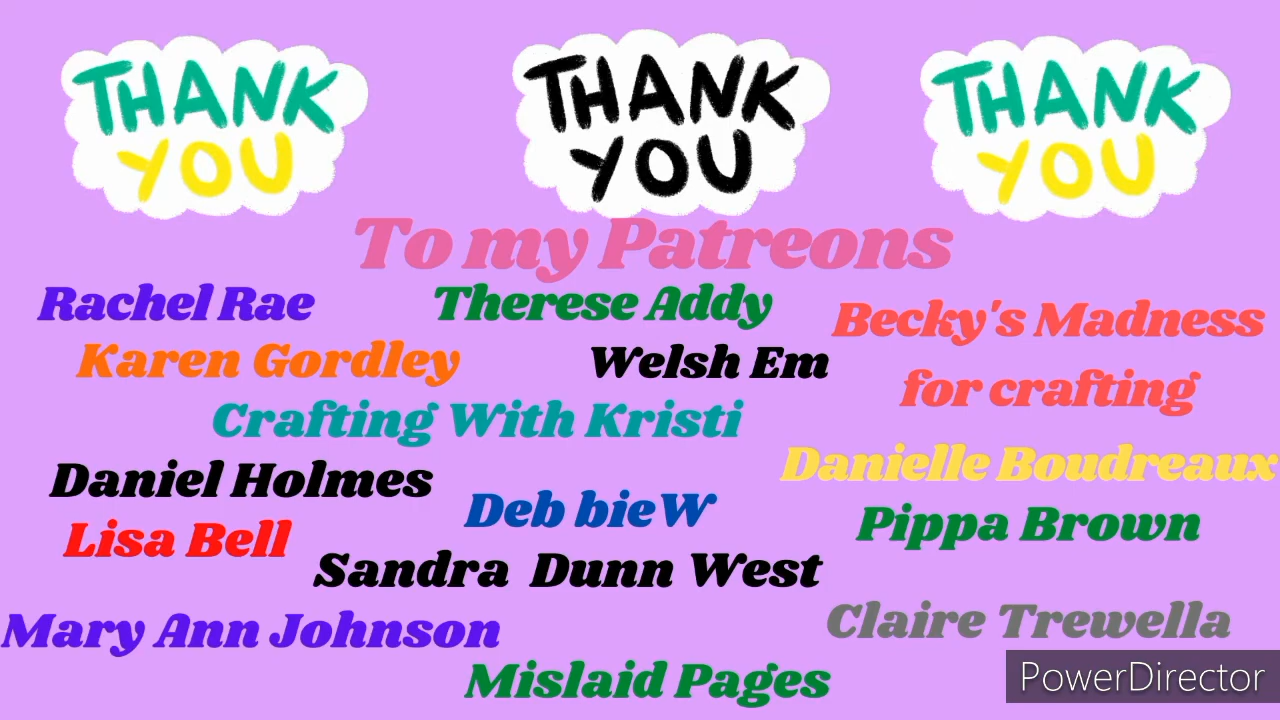 THANK
YOU
THANK
YOU
THANK
YOU
To my Patreons
Rachel Rae
Therese Addy
Becky's Madness
for crafting
Karen Gordley
Welsh Em
Crafting With Kristi
Daniel Holmes
Danielle Boudreaux
Deb bieW
Pippa Brown
Lisa Bell
Sandra Dunn West
Mary Ann Johnson
Claire Trewella
Mislaid Pages
PowerDirector